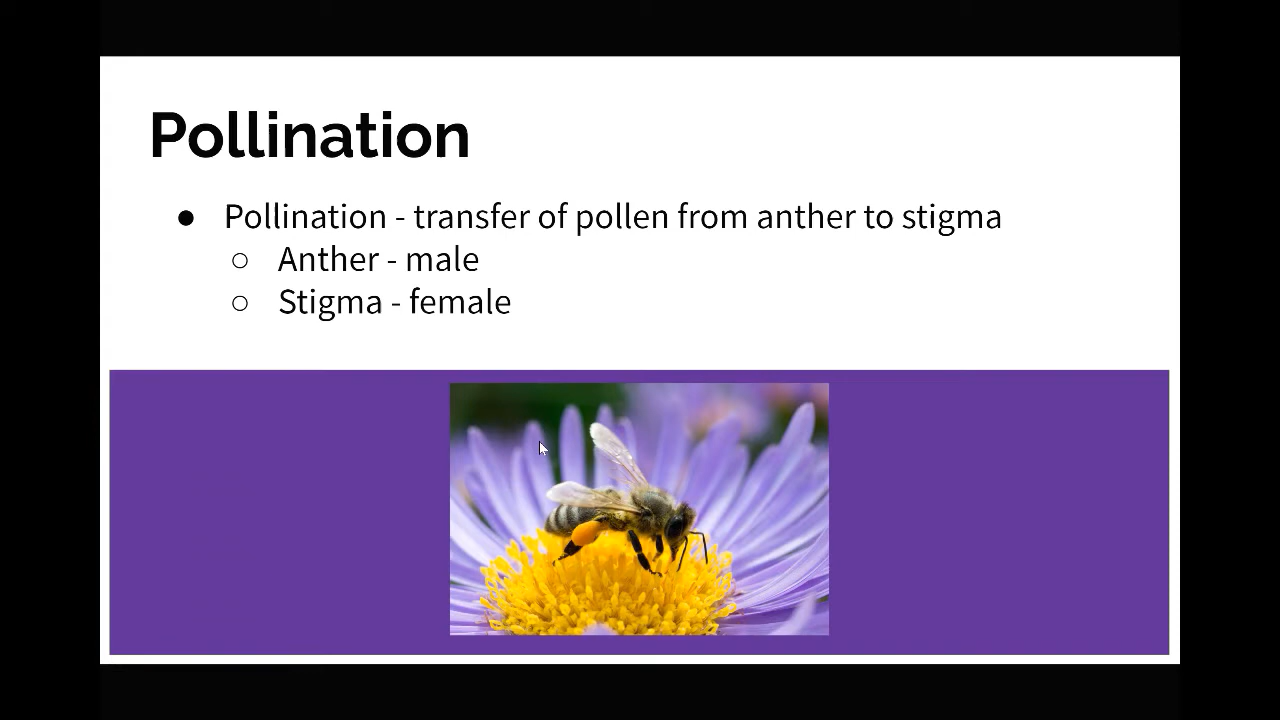 Pollination
● Pollination - transfer of pollen from anther to stigma
○ Anther - male
○ Stigma - female